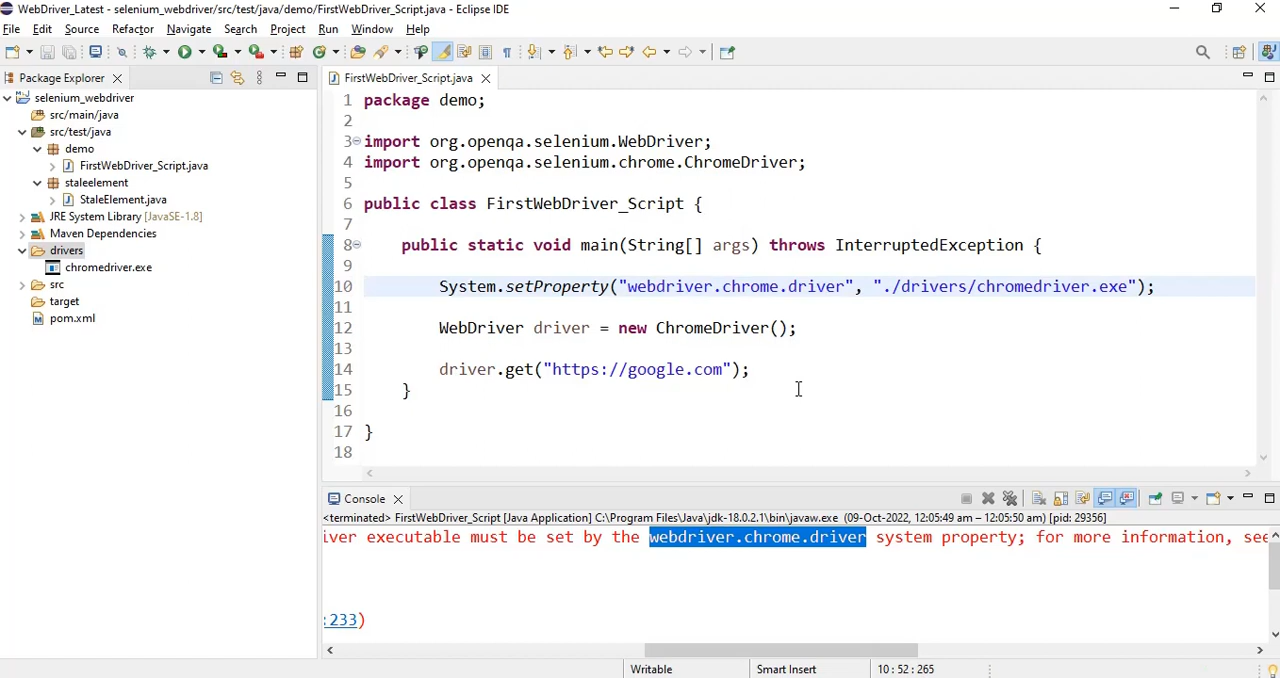 WebDriver_Latest - selenium_webdriver/src/test/java/demo/FirstWebDriver_Script.java - Eclipse IDE
File Edit Source Refactor Navigate Search Project Run Window Help
Package Explorer
FirstWebDriver_Script.java
selenium_webdriver
src/main/java
src/test/java
demo
FirstWebDriver_Script.java
staleelement
StaleElement.java
JRE System Library [JavaSE-1.8]
Maven Dependencies
drivers
chromedriver.exe
src
target
pom.xml
1 package demo;
2
3 import org.openqa.selenium.WebDriver;
4 import org.openqa.selenium.chrome.ChromeDriver;
5
6 public class FirstWebDriver_Script {
7
8 public static void main(String[] args) throws InterruptedException {
9
10 System.setProperty("webdriver.chrome.driver", "./drivers/chromedriver.exe");
11
12 WebDriver driver = new ChromeDriver();
13
14 driver.get("https://google.com");
15 }
16
17 }
18
Console
<terminated> FirstWebDriver_Script [Java Application] C:\Program Files\Java\jdk-18.0.2.1\bin\javaw.exe (09-Oct-2022, 12:05:49 am – 12:05:50 am) [pid: 29356]
iver executable must be set by the webdriver.chrome.driver system property; for more information, see
:233)
Writable Smart Insert 10 : 52 : 265